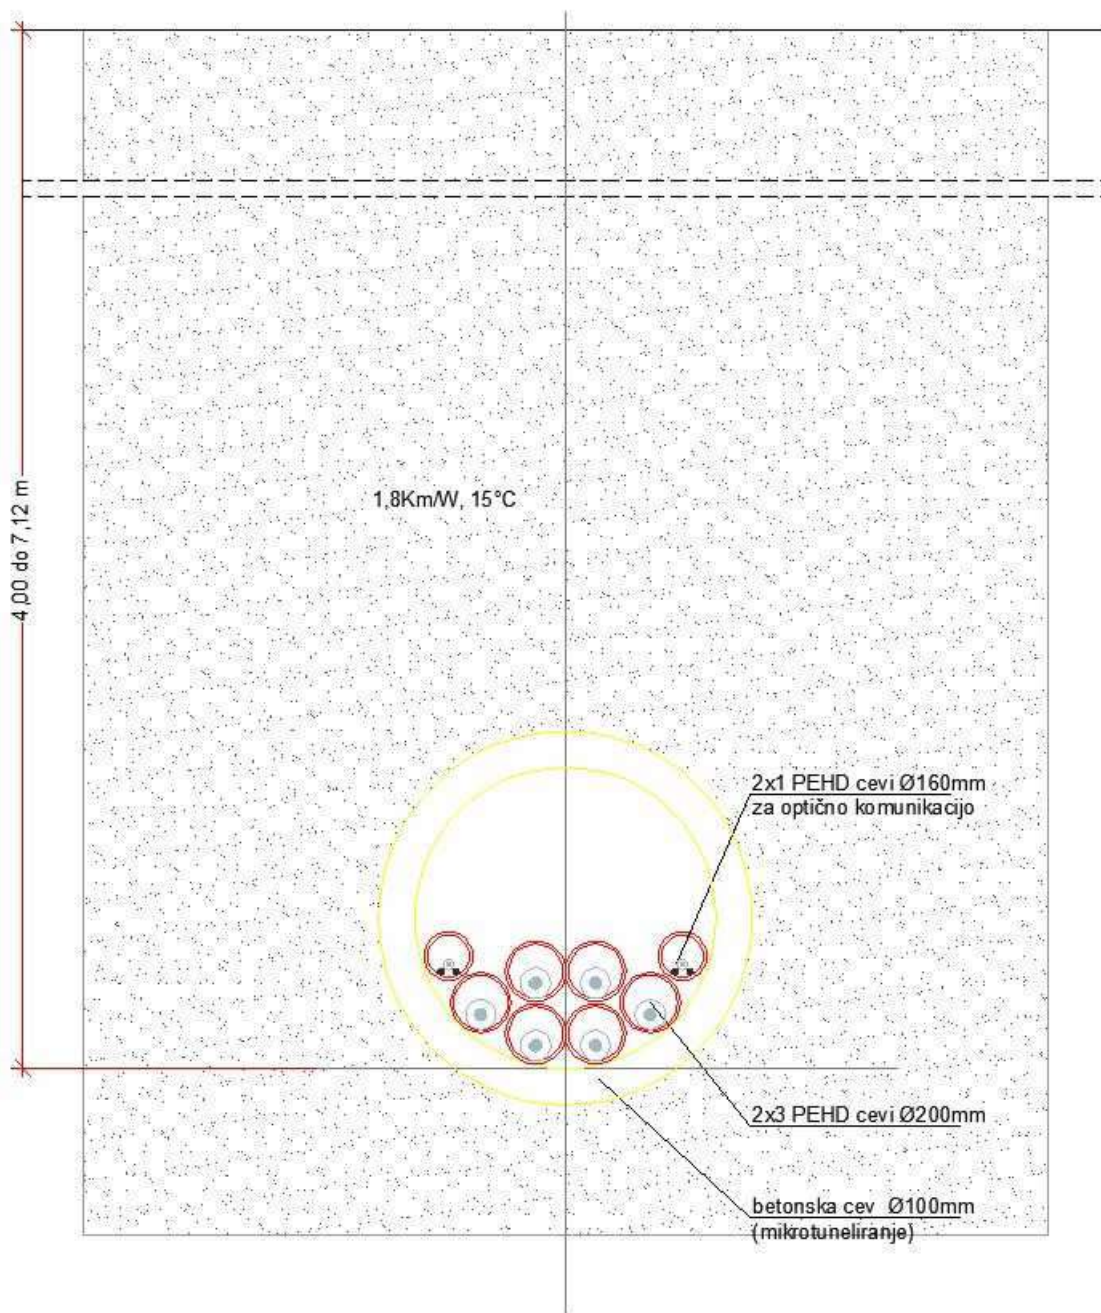 4,00 do 7,12 m
1,8Km/W, 15°C
2x1 PEHD cevi Ø160mm
za optično komunikacijo
2x3 PEHD cevi Ø200mm
betonska cev Ø100mm
(mikrotuneliranje)